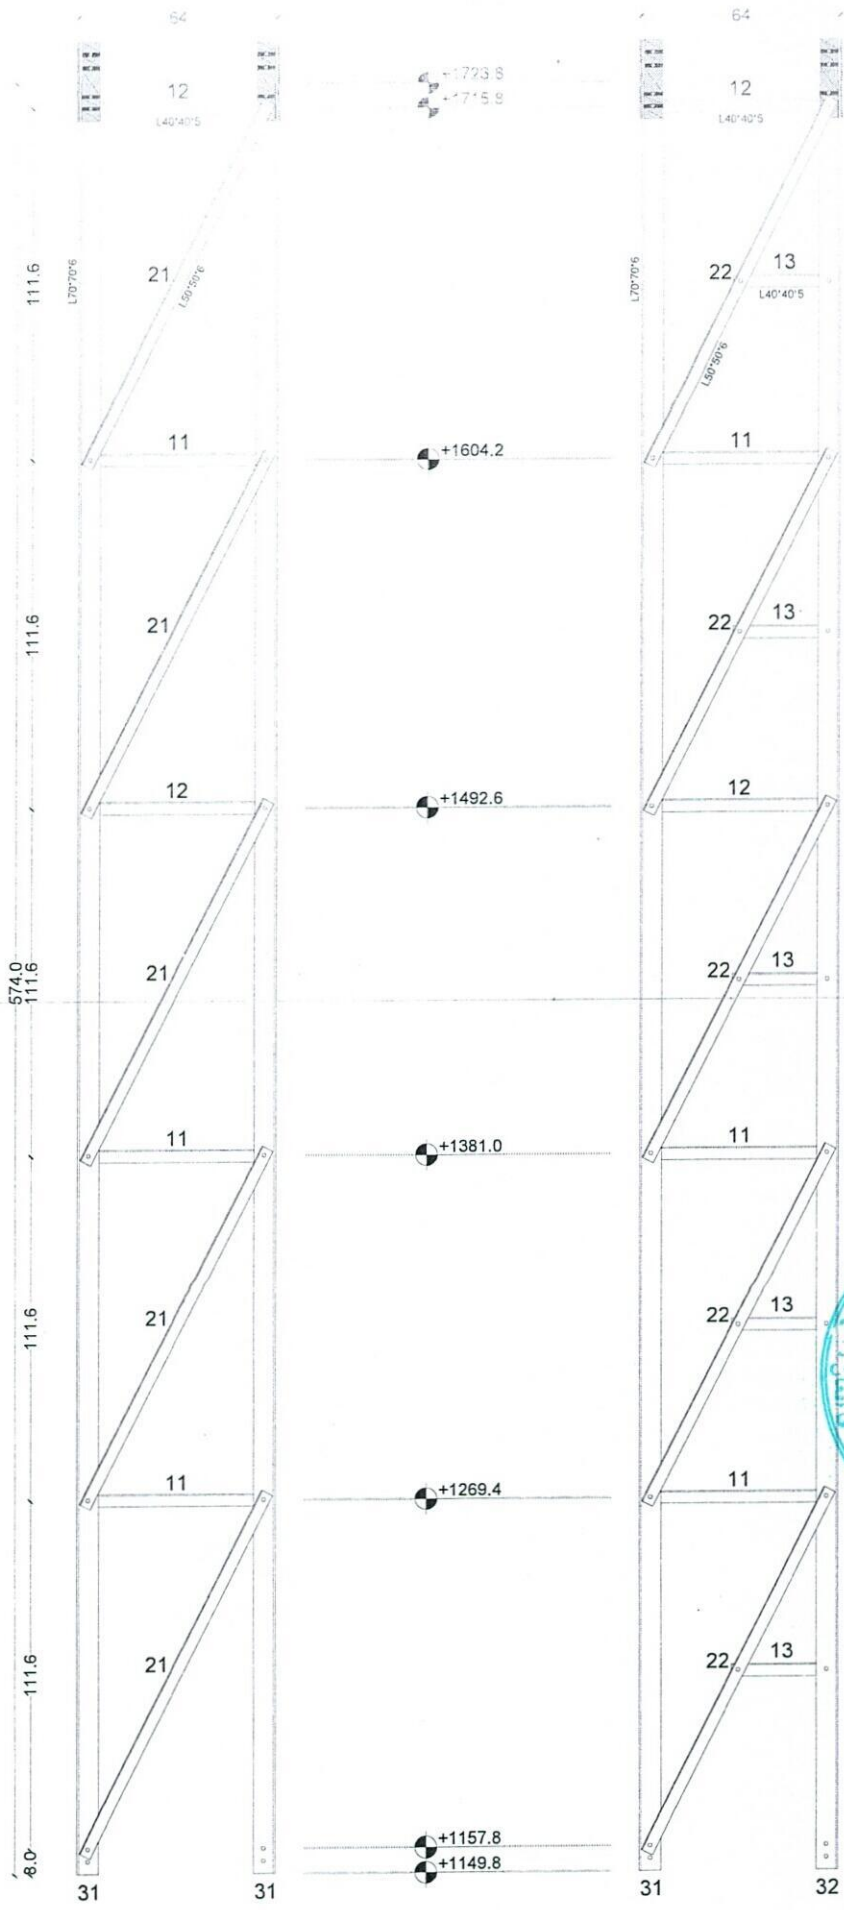 64 64
+1723.8
12 12
+1715.8
L40*40*5 L40*40*5
111.6 L70*70*6 21 L50*50*6 L70*70*6 22 13
L40*40*5
L50*50*6
11 +1604.2 11
111.6 21 22 13
12 +1492.6 12
574.0 111.6 21 22 13
11 +1381.0 11
111.6 21 22 13
11 +1269.4 11
111.6 21 22 13
+1157.8
8.0 +1149.8
31 31 31 32